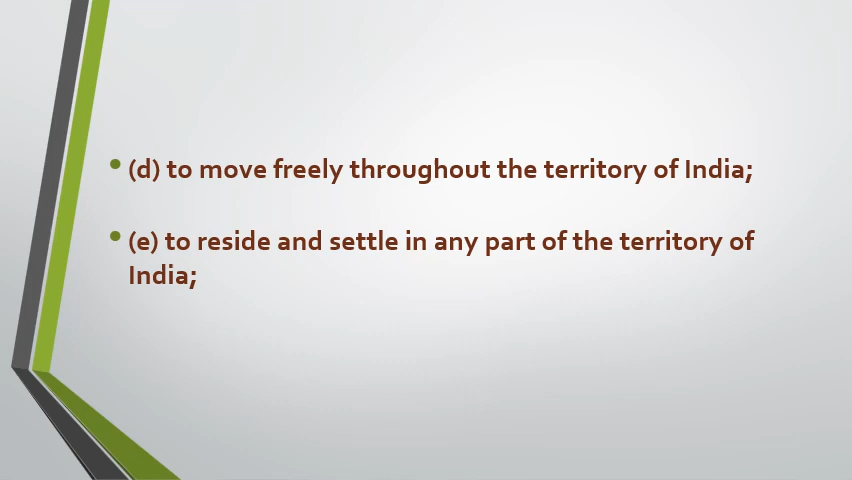 • (d) to move freely throughout the territory of India;
• (e) to reside and settle in any part of the territory of
India;